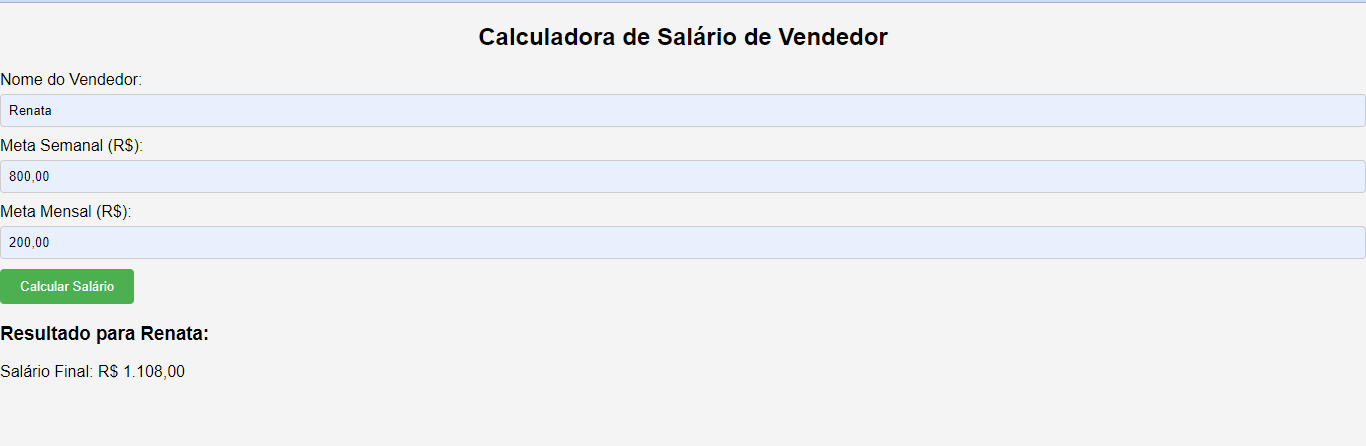 Calculadora de Salário de Vendedor
Nome do Vendedor:
Renata
Meta Semanal (R$):
800,00
Meta Mensal (R$):
200,00
Calcular Salário
Resultado para Renata:
Salário Final: R$ 1.108,00